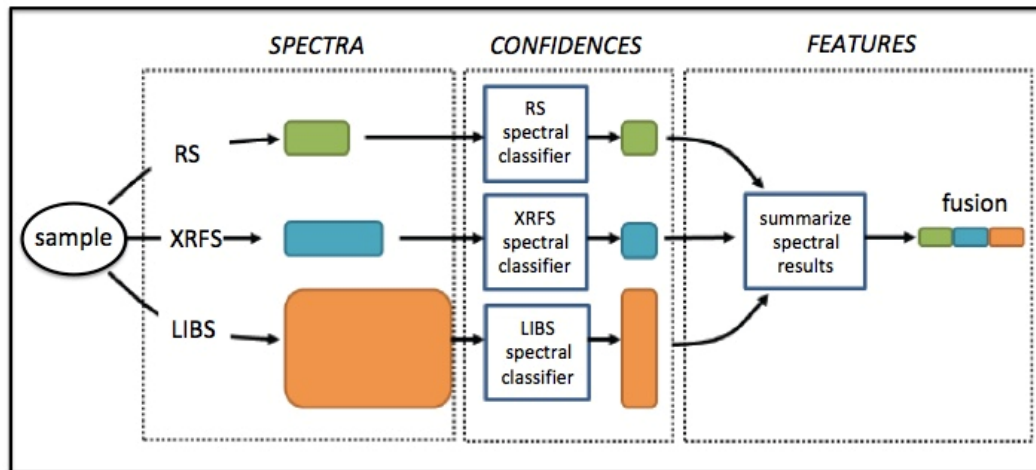 SPECTRA
CONFIDENCES
FEATURES
sample
RS
XRFS
LIBS
RS
spectral
classifier
XRFS
spectral
classifier
LIBS
spectral
classifier
summarize
spectral
results
fusion